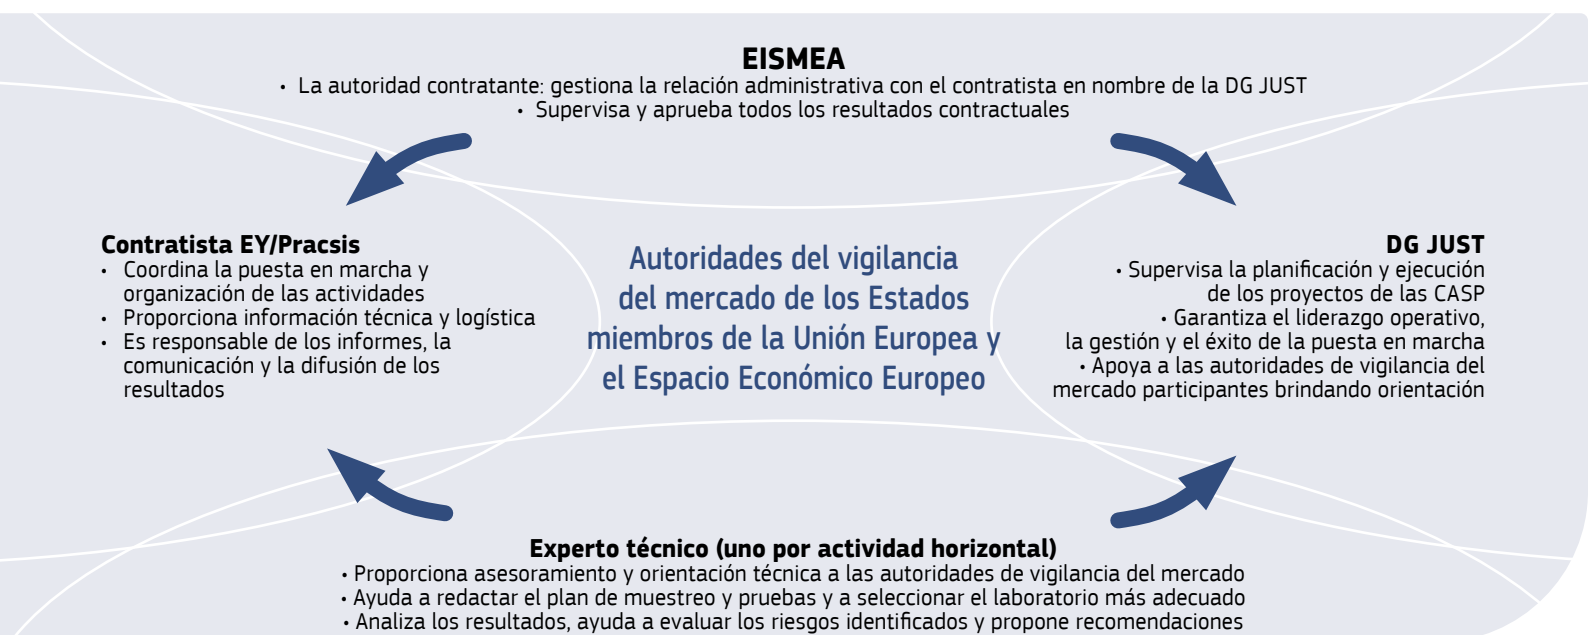 EISMEA
• La autoridad contratante: gestiona la relación administrativa con el contratista en nombre de la DG JUST
• Supervisa y aprueba todos los resultados contractuales
Contratista EY/Pracsis
• Coordina la puesta en marcha y
organización de las actividades
• Proporciona información técnica y logística
• Es responsable de los informes, la
comunicación y la difusión de los
resultados
Autoridades del vigilancia
del mercado de los Estados
miembros de la Unión Europea y
el Espacio Económico Europeo
DG JUST
• Supervisa la planificación y ejecución
de los proyectos de las CASP
• Garantiza el liderazgo operativo,
la gestión y el éxito de la puesta en marcha
• Apoya a las autoridades de vigilancia del
mercado participantes brindando orientación
Experto técnico (uno por actividad horizontal)
• Proporciona asesoramiento y orientación técnica a las autoridades de vigilancia del mercado
• Ayuda a redactar el plan de muestreo y pruebas y a seleccionar el laboratorio más adecuado
• Analiza los resultados, ayuda a evaluar los riesgos identificados y propone recomendaciones